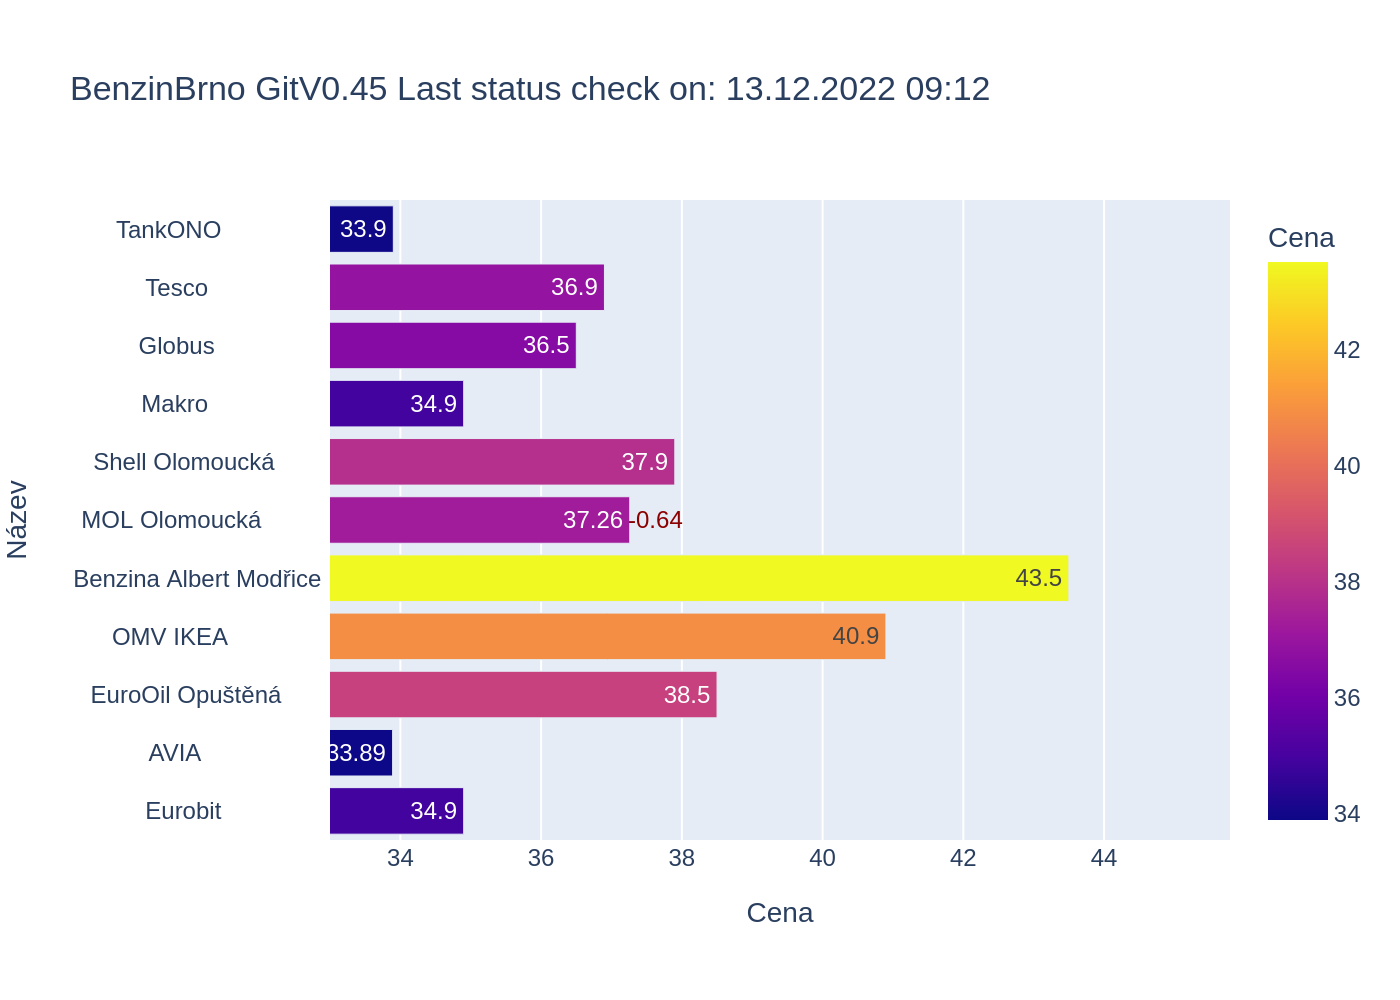 BenzinBrno GitV0.45 Last status check on: 13.12.2022 09:12
Název
TankONO 33.9
Tesco 36.9
Globus 36.5
Makro 34.9
Shell Olomoucká 37.9
MOL Olomoucká 37.26 -0.64
Benzina Albert Modřice 43.5
OMV IKEA 40.9
EuroOil Opuštěná 38.5
AVIA 33.89
Eurobit 34.9
34 36 38 40 42 44
Cena
Cena
42
40
38
36
34